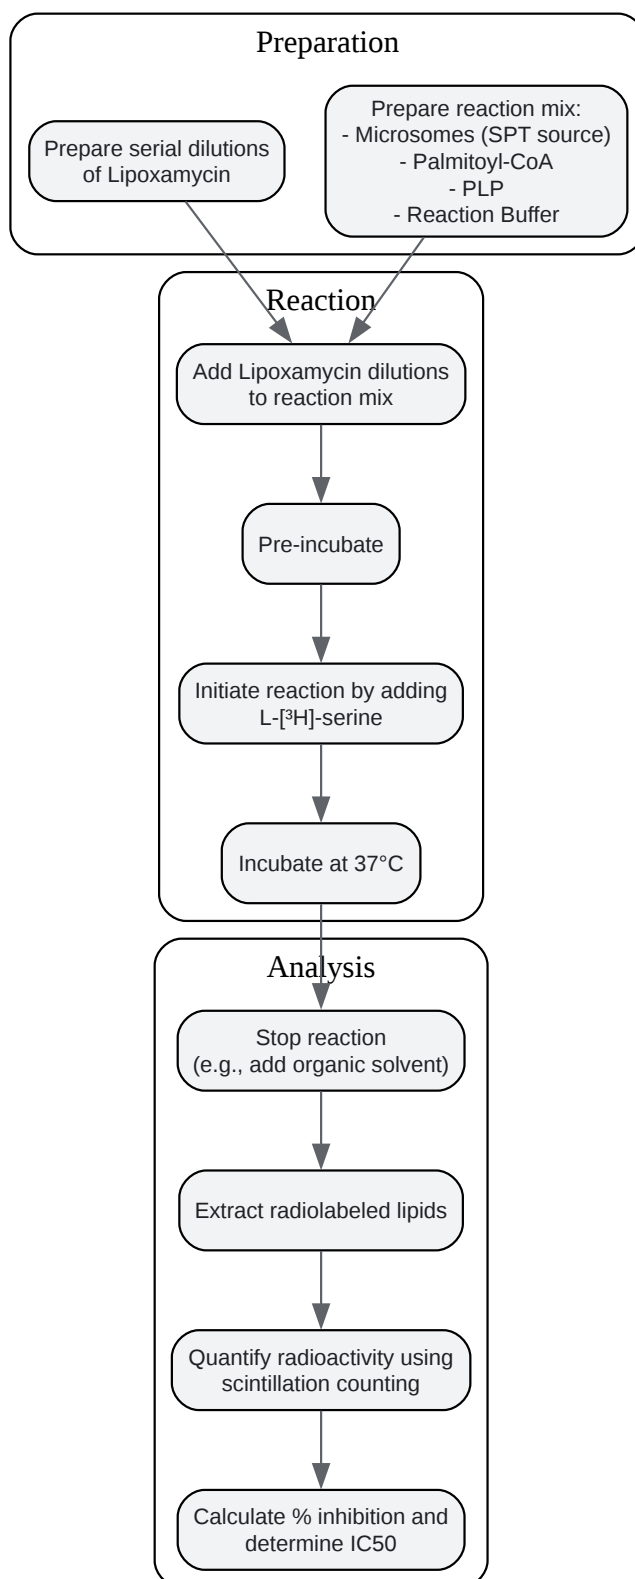 Preparation
Prepare serial dilutions
of Lipoxamycin
Prepare reaction mix:
- Microsomes (SPT source)
- Palmitoyl-CoA
- PLP
- Reaction Buffer
Reaction
Add Lipoxamycin dilutions
to reaction mix
Pre-incubate
Initiate reaction by adding
L-[³H]-serine
Incubate at 37°C
Analysis
Stop reaction
(e.g., add organic solvent)
Extract radiolabeled lipids
Quantify radioactivity using
scintillation counting
Calculate % inhibition and
determine IC50